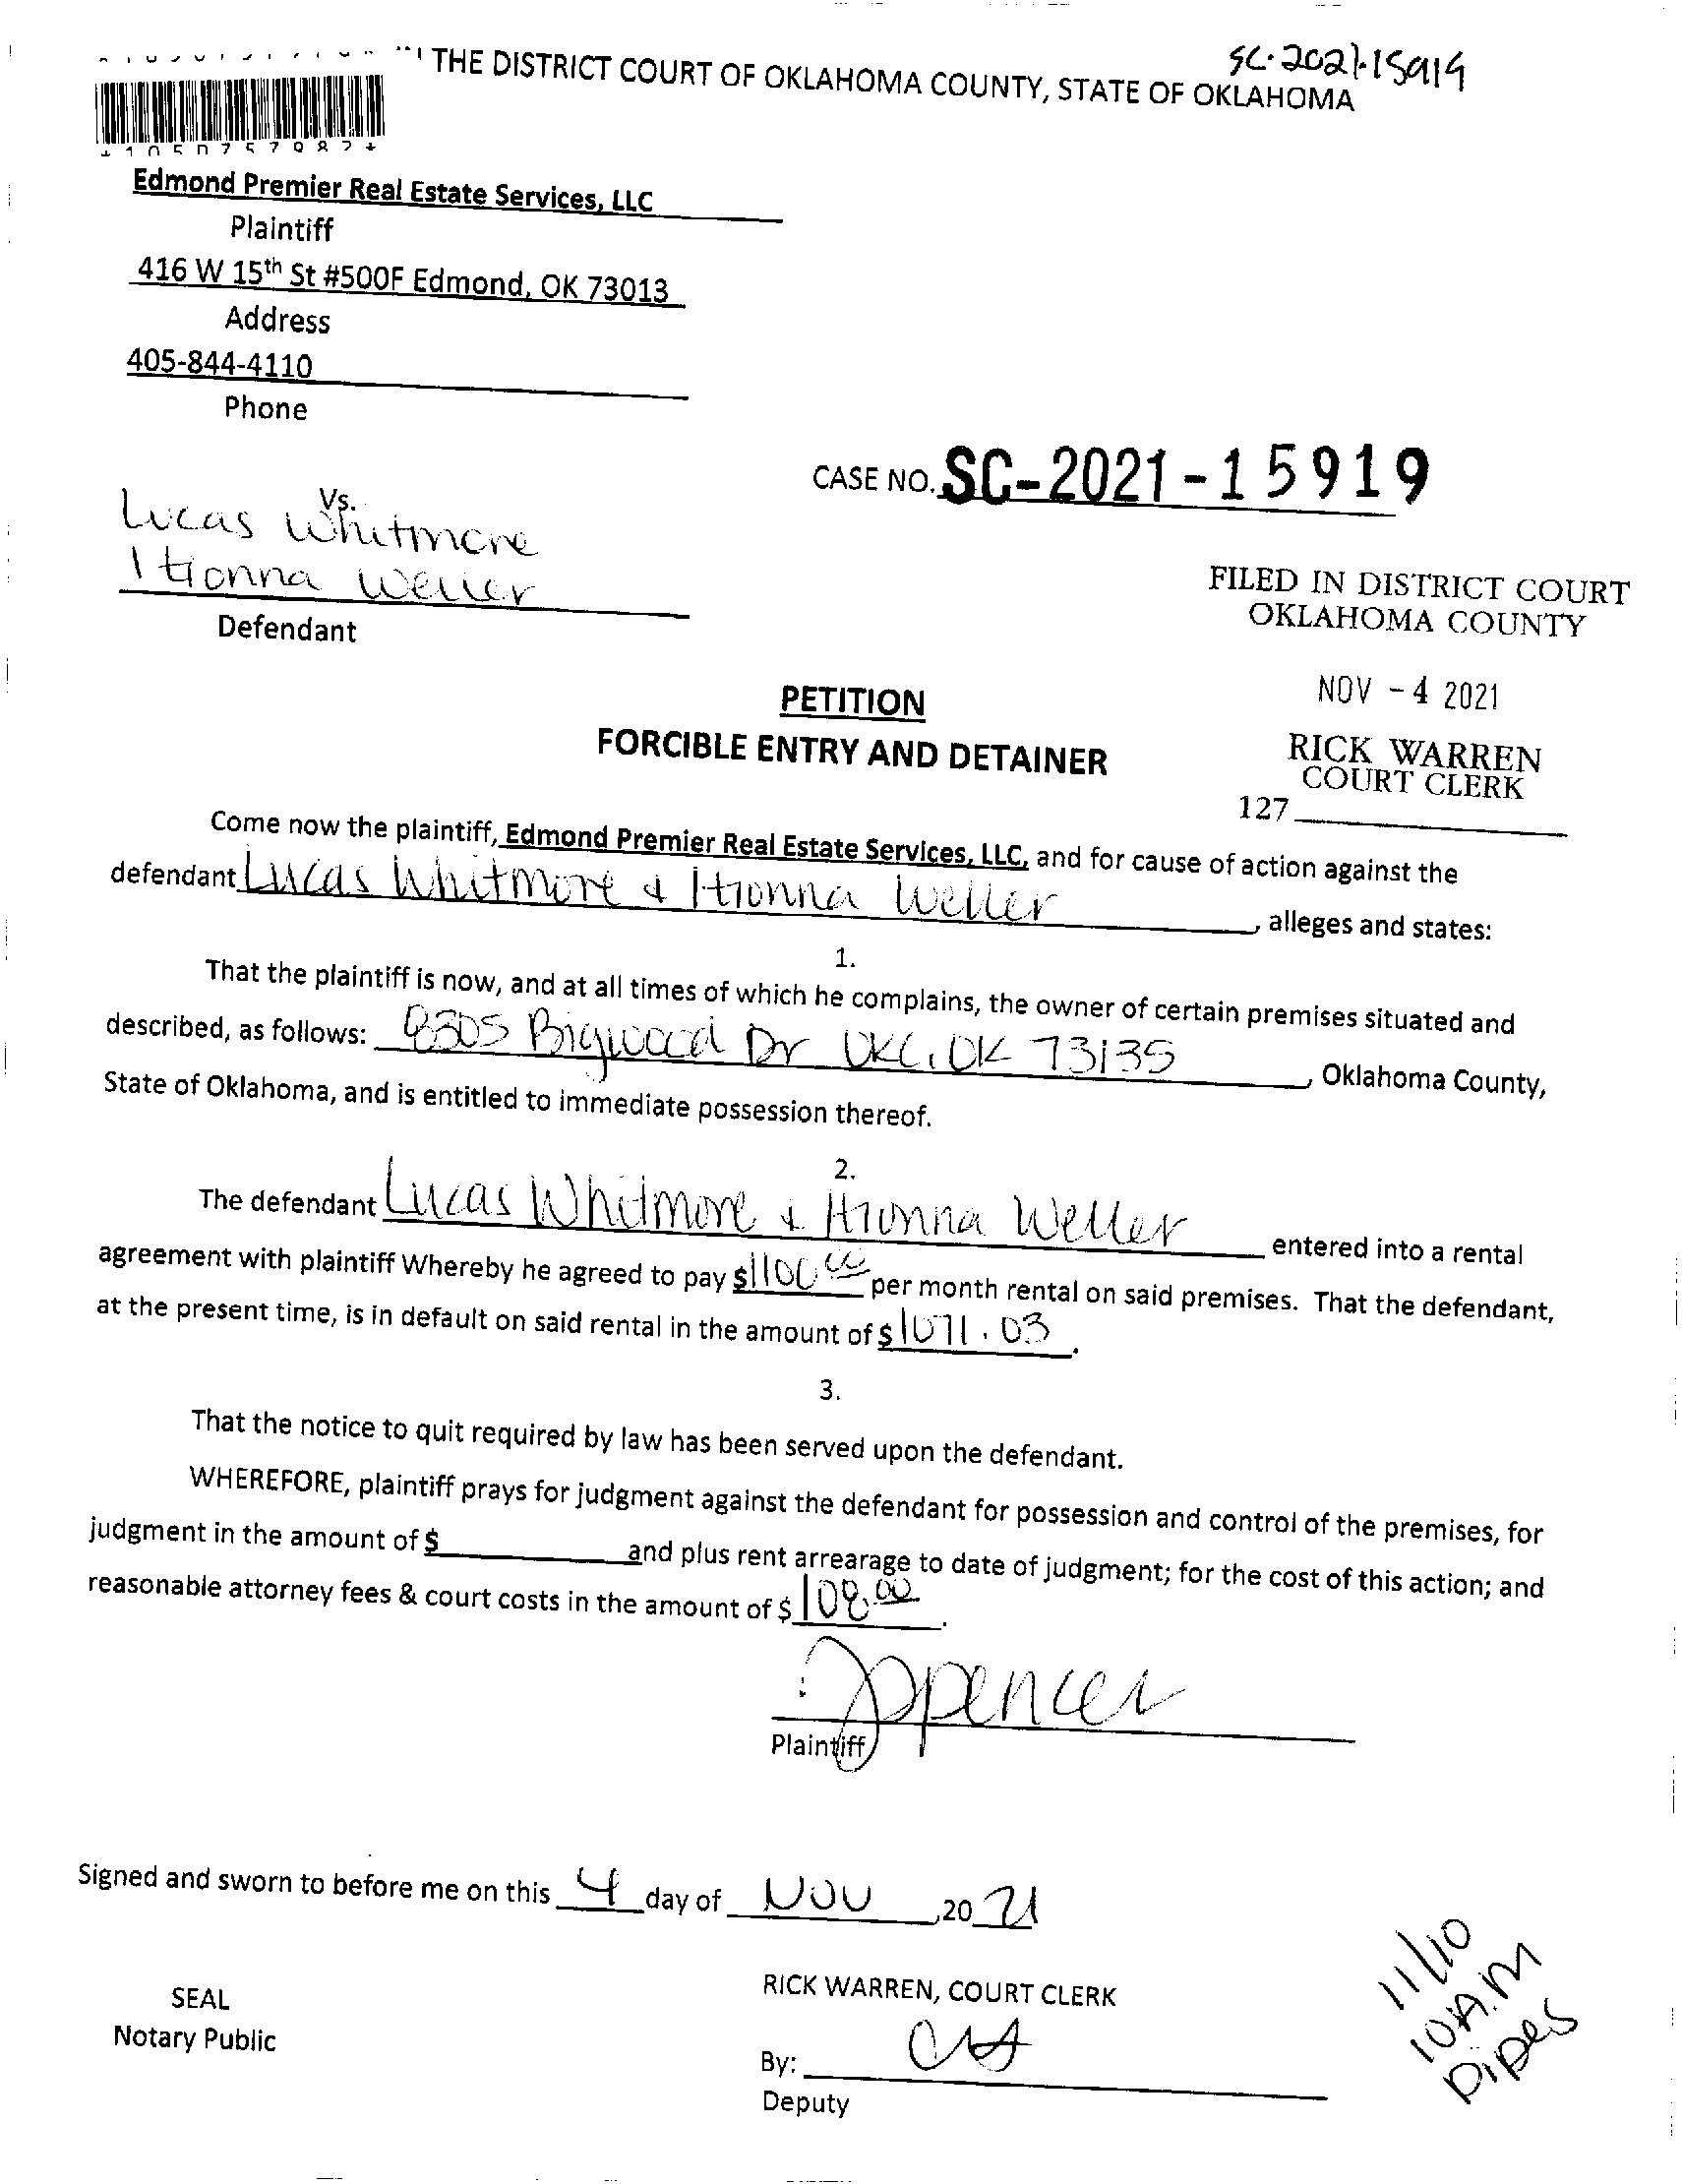 SC-2021-15919
THE DISTRICT COURT OF OKLAHOMA COUNTY, STATE OF OKLAHOMA
Edmond Premier Real Estate Services, LLC
Plaintiff
416 W 15th St #500F Edmond, OK 73013
Address
405-844-4110
Phone
CASE NO. SC-2021-15919
Vs.
Lucas Whitmore
Itionna Weller
Defendant
FILED IN DISTRICT COURT
OKLAHOMA COUNTY
NOV -4 2021
RICK WARREN
COURT CLERK
127
PETITION
FORCIBLE ENTRY AND DETAINER
Come now the plaintiff, Edmond Premier Real Estate Services, LLC, and for cause of action against the
defendant Lucas Whitmore & Itionna Weller, alleges and states:
1.
That the plaintiff is now, and at all times of which he complains, the owner of certain premises situated and
described, as follows: 8305 Bigwood Dr OKC, OK 73135, Oklahoma County,
State of Oklahoma, and is entitled to immediate possession thereof.
2.
The defendant Lucas Whitmore & Itionna Weller entered into a rental
agreement with plaintiff Whereby he agreed to pay $1100.00 per month rental on said premises. That the defendant,
at the present time, is in default on said rental in the amount of $1071.03.
3.
That the notice to quit required by law has been served upon the defendant.
WHEREFORE, plaintiff prays for judgment against the defendant for possession and control of the premises, for
judgment in the amount of $ and plus rent arrearage to date of judgment; for the cost of this action; and
reasonable attorney fees & court costs in the amount of $108.00.
JSpencer
Plaintiff
Signed and sworn to before me on this 4 day of NOV, 2021
SEAL
Notary Public
RICK WARREN, COURT CLERK
By:
Deputy
11/10
10 A.M
Pipes